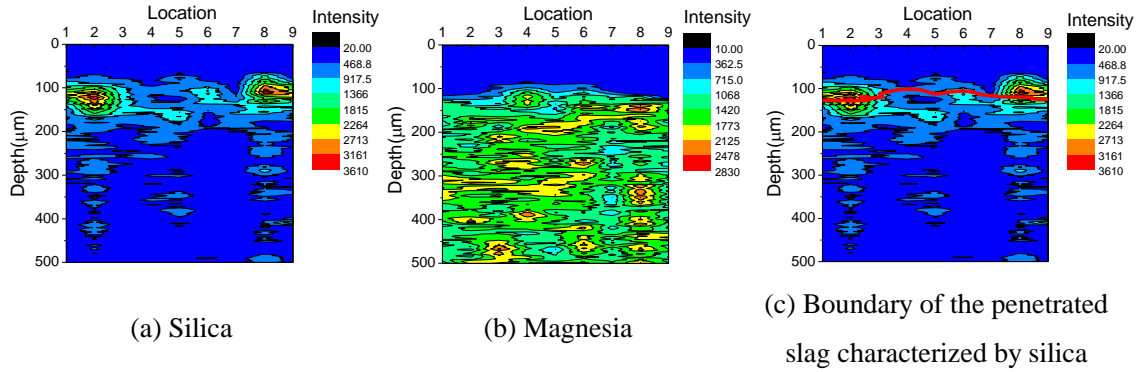 Location
Intensity
1 2 3 4 5 6 7 8 9
0
100
200
300
400
500
Depth(µm)
20.00
468.8
917.5
1366
1815
2264
2713
3161
3610
(a) Silica
Location
Intensity
1 2 3 4 5 6 7 8 9
0
100
200
300
400
500
Depth(µm)
10.00
362.5
715.0
1068
1420
1773
2125
2478
2830
(b) Magnesia
Location
Intensity
1 2 3 4 5 6 7 8 9
0
100
200
300
400
500
Depth(µm)
20.00
468.8
917.5
1366
1815
2264
2713
3161
3610
(c) Boundary of the penetrated
slag characterized by silica